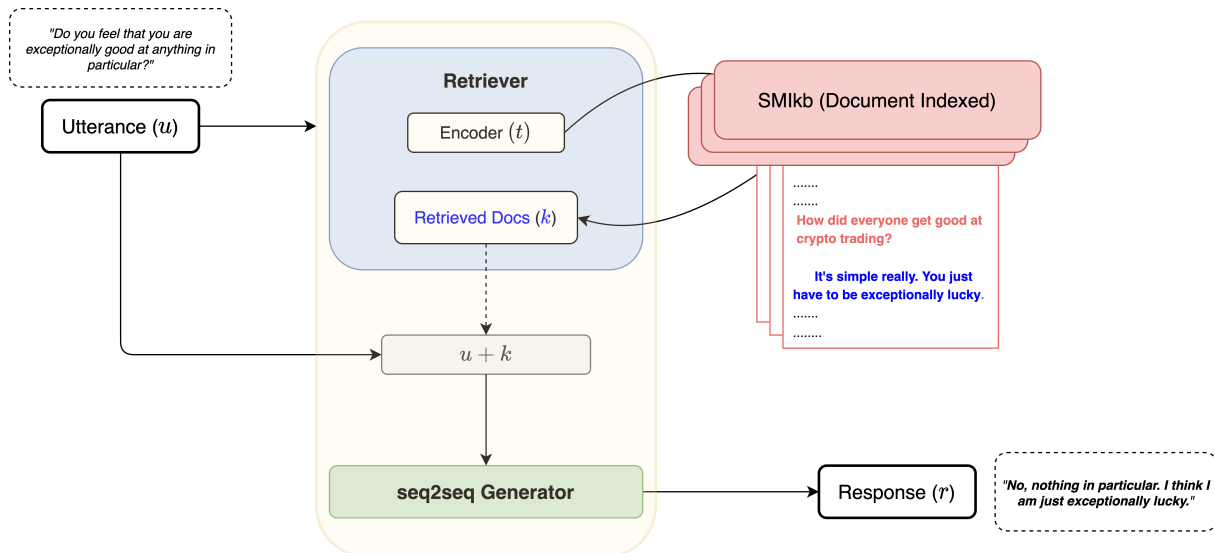 "Do you feel that you are
exceptionally good at anything in
particular?"
Utterance (u)
Retriever
Encoder (t)
Retrieved Docs (k)
SMIkb (Document Indexed)
.......
.......
How did everyone get good at
crypto trading?
It's simple really. You just
have to be exceptionally lucky.
.......
........
u + k
seq2seq Generator
Response (r)
"No, nothing in particular. I think I
am just exceptionally lucky."